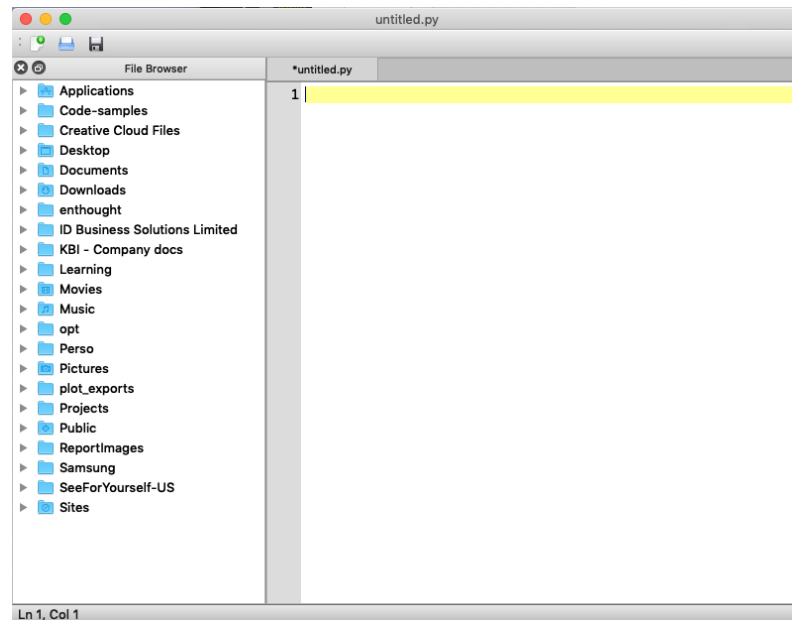 untitled.py
File Browser
*untitled.py
Applications
1
Code-samples
Creative Cloud Files
Desktop
Documents
Downloads
enthought
ID Business Solutions Limited
KBI - Company docs
Learning
Movies
Music
opt
Perso
Pictures
plot_exports
Projects
Public
ReportImages
Samsung
SeeForYourself-US
Sites
Ln 1, Col 1